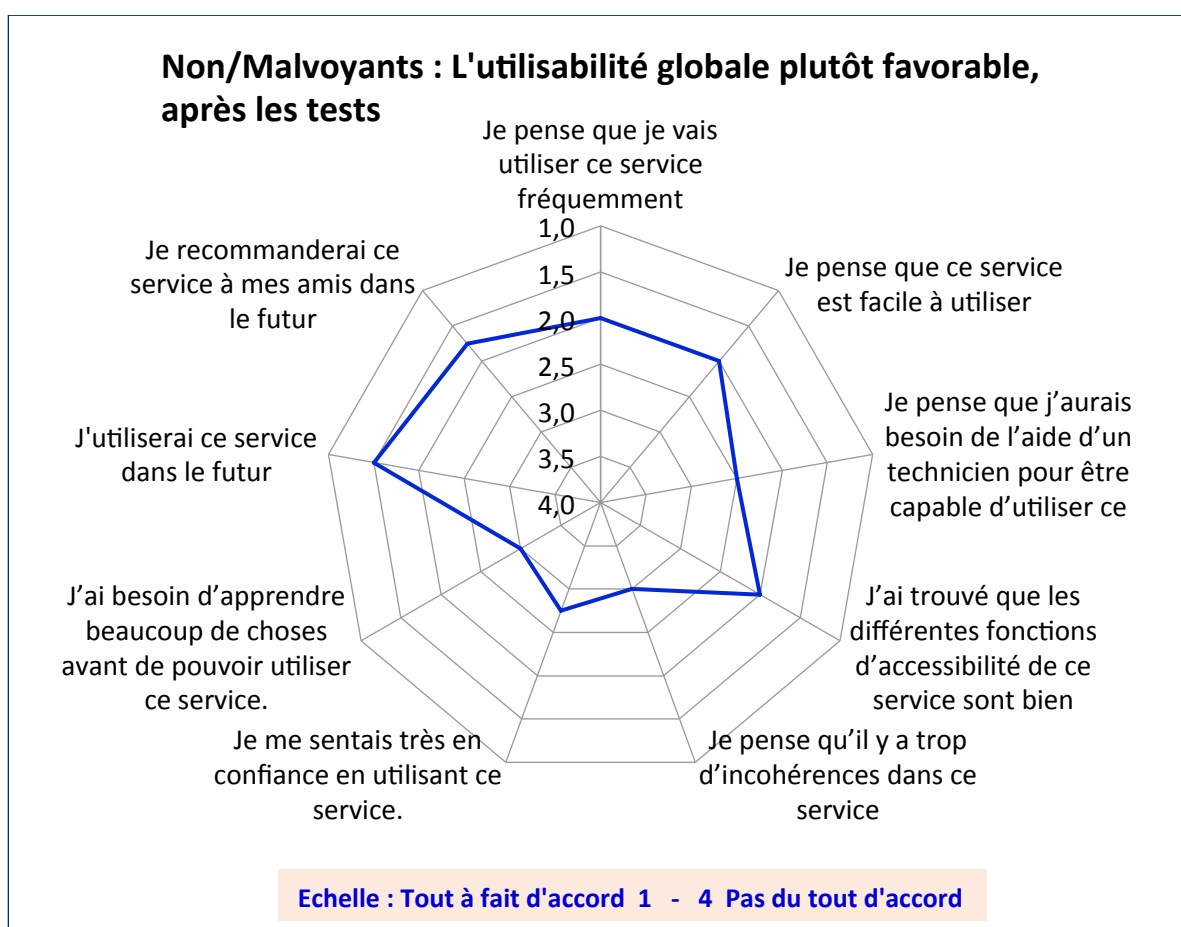 Non/Malvoyants : L'utilisabilité globale plutôt favorable,
après les tests
Je pense que je vais
utiliser ce service
fréquemment
1,0
1,5
2,0
2,5
3,0
3,5
4,0
Je pense que ce service
est facile à utiliser
Je pense que j’aurais
besoin de l’aide d’un
technicien pour être
capable d’utiliser ce
J’ai trouvé que les
différentes fonctions
d’accessibilité de ce
service sont bien
Je pense qu’il y a trop
d’incohérences dans ce
service
Je me sentais très en
confiance en utilisant ce
service.
J’ai besoin d’apprendre
beaucoup de choses
avant de pouvoir utiliser
ce service.
J'utiliserai ce service
dans le futur
Je recommanderai ce
service à mes amis dans
le futur
Echelle : Tout à fait d'accord 1 - 4 Pas du tout d'accord